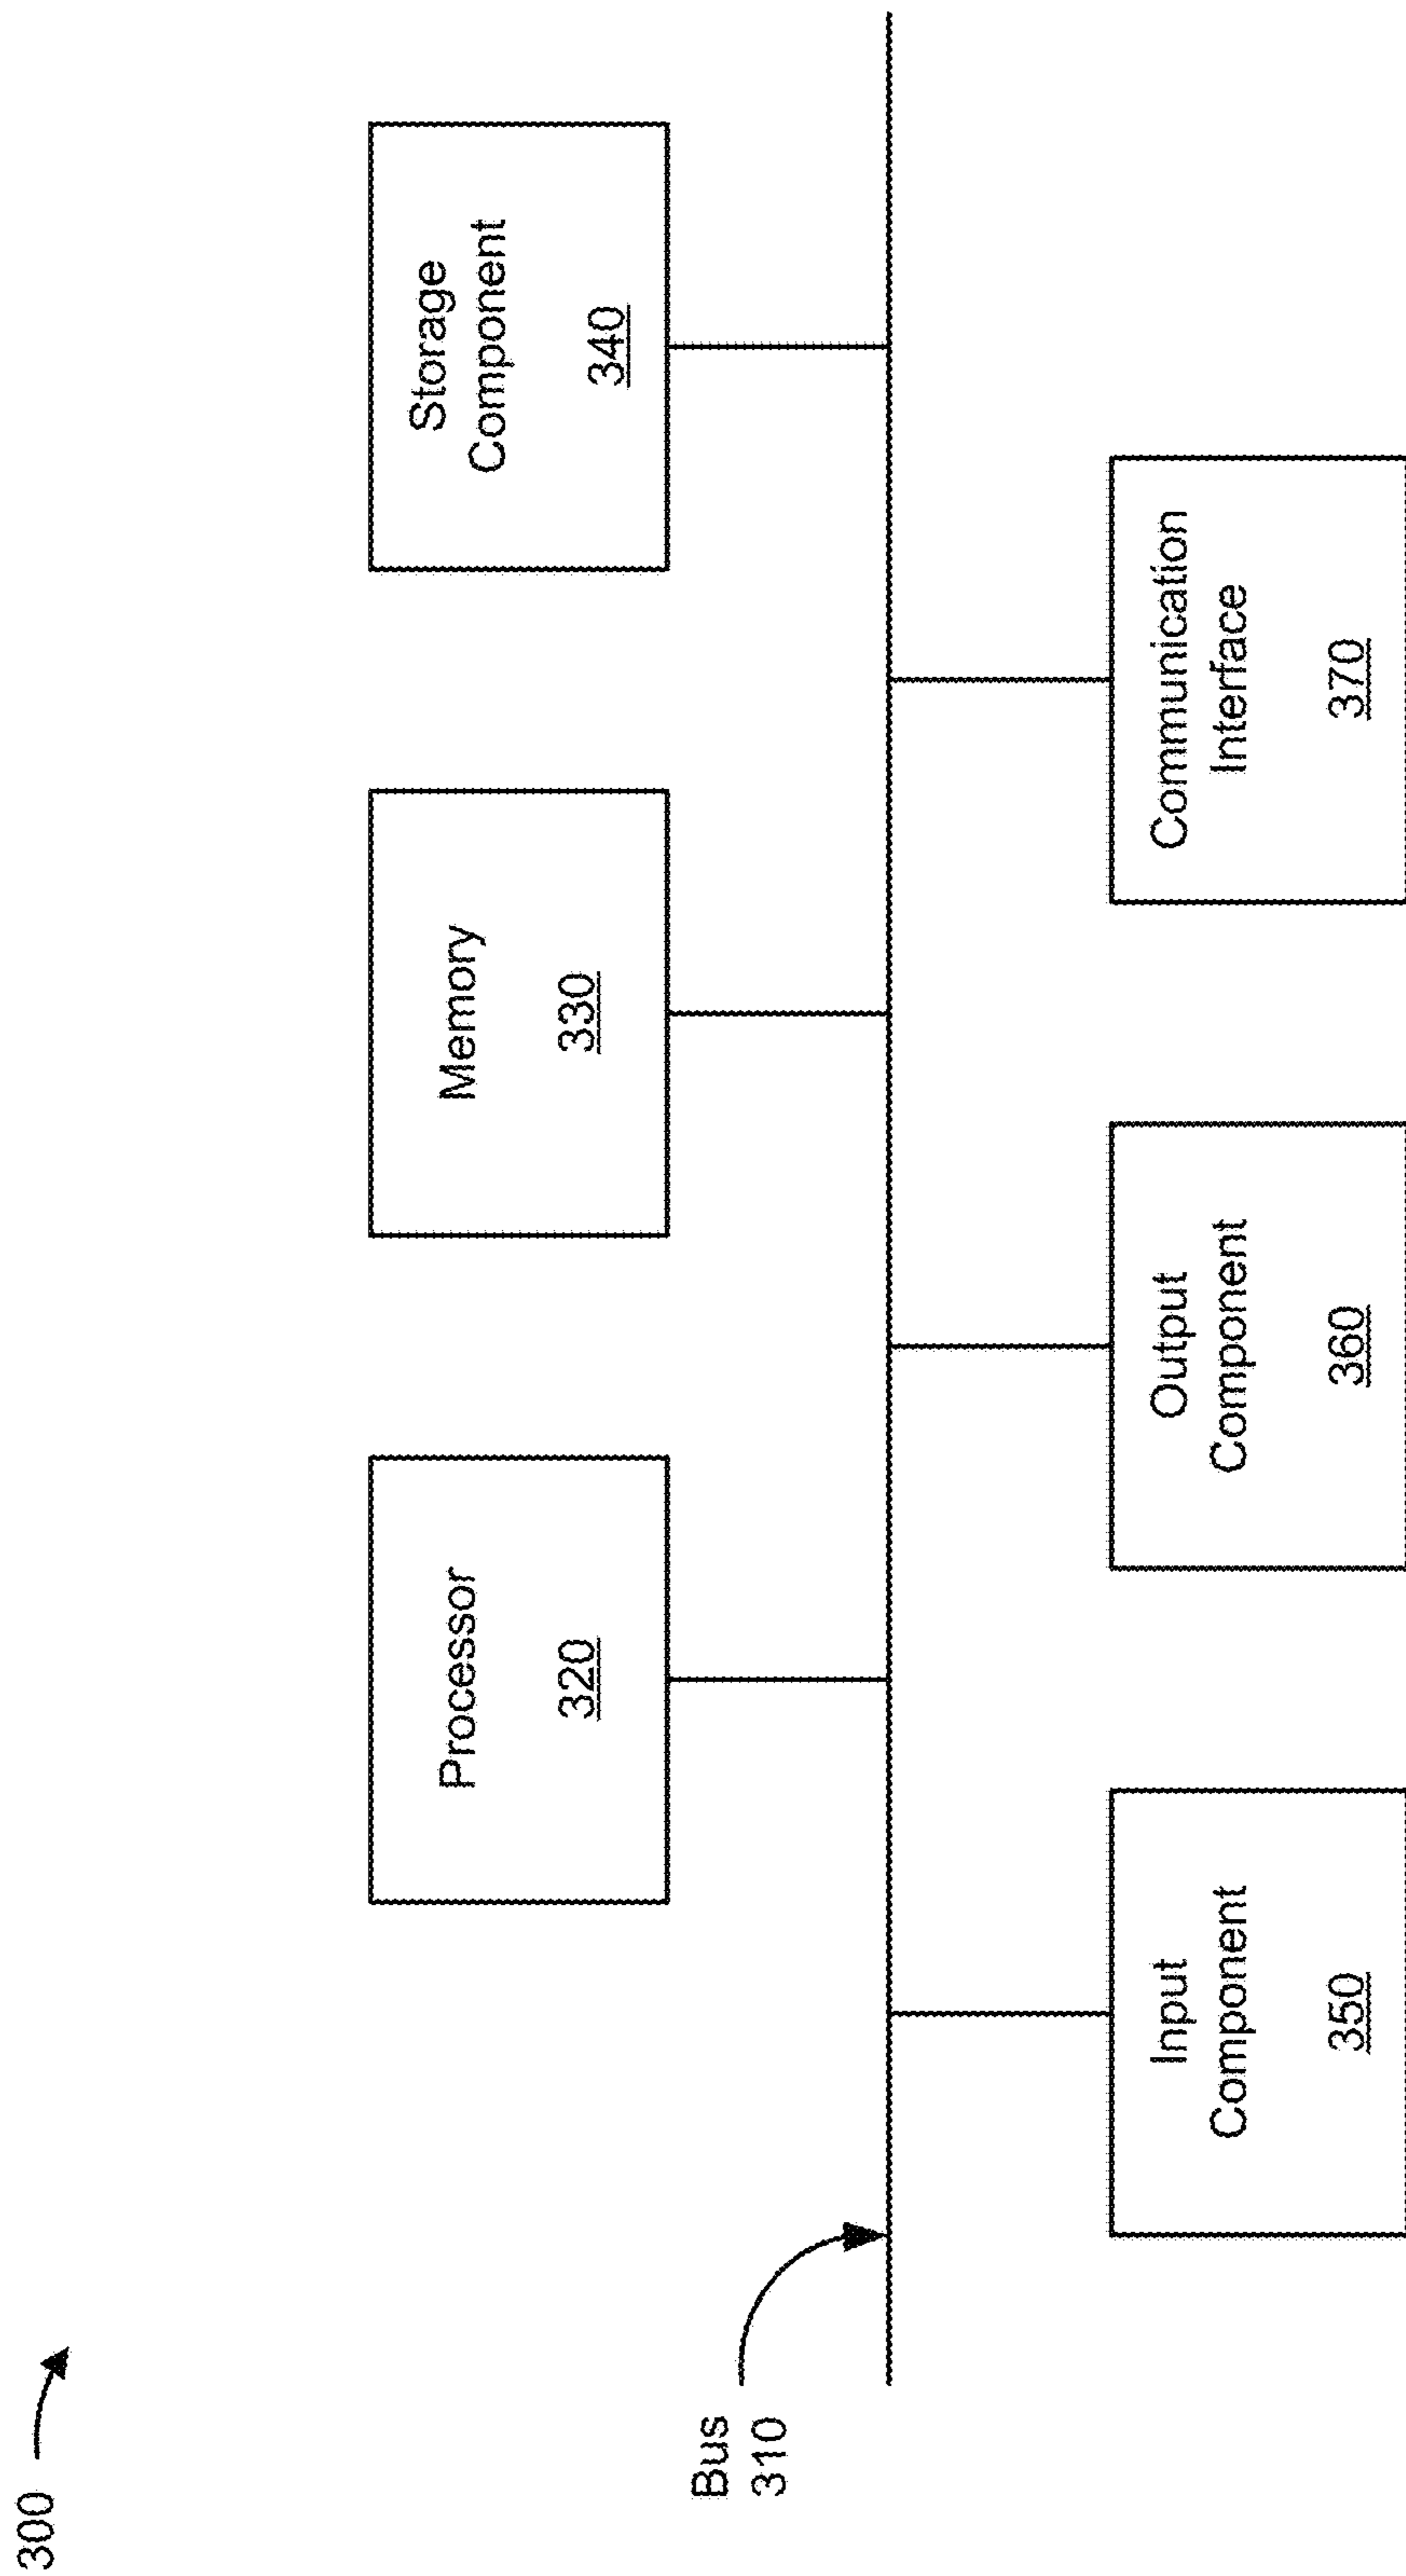 300
Processor
320
Memory
330
Storage
Component
340
Bus
310
Input
Component
350
Output
Component
360
Communication
Interface
370